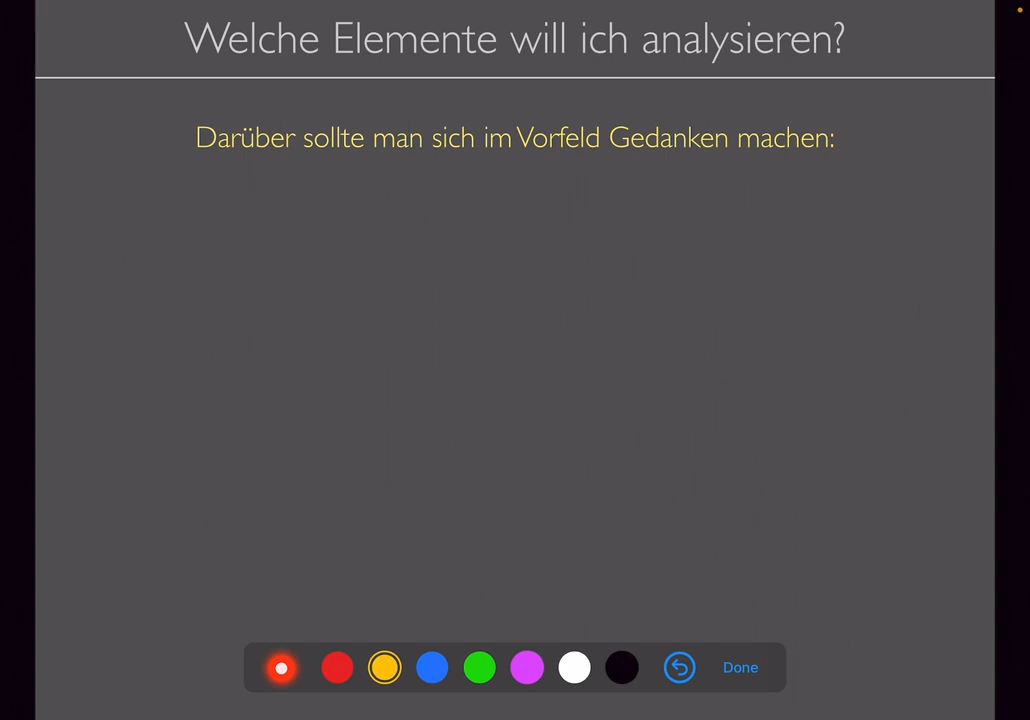 Welche Elemente will ich analysieren?
Darüber sollte man sich im Vorfeld Gedanken machen:
Done